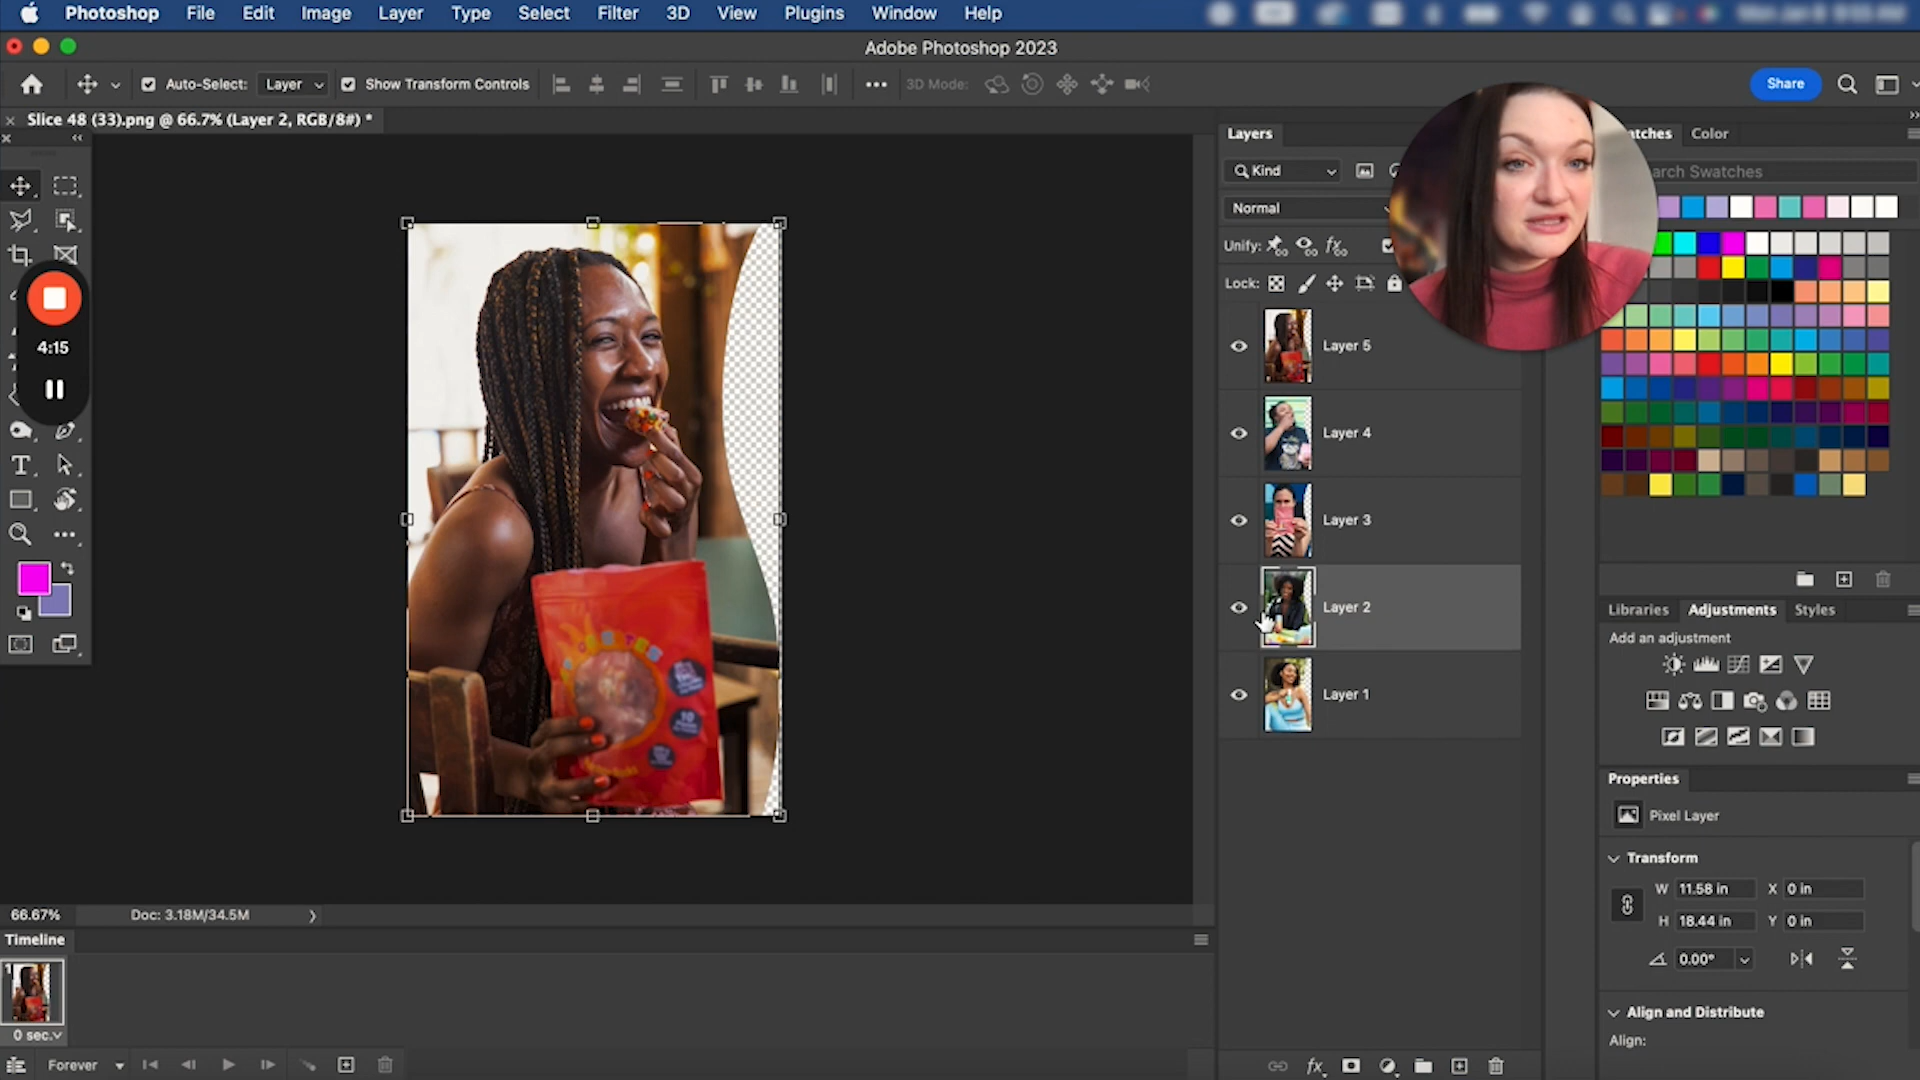 Photoshop File Edit Image Layer Type Select Filter 3D View Plugins Window Help
Adobe Photoshop 2023
Auto-Select: Layer Show Transform Controls 3D Mode: Share
Slice 48 (33).png @ 66.7% (Layer 2, RGB/8#) *
Layers
Color
Kind
Normal
Unify:
Lock:
Layer 5
Layer 4
Layer 3
Layer 2
Layer 1
4:15
Libraries Adjustments Styles
Add an adjustment
Properties
Pixel Layer
Transform
W 11.58 in X 0 in
H 18.44 in Y 0 in
0.00°
Align and Distribute
Align:
66.67% Doc: 3.18M/34.5M
Timeline
1
0 sec.
Forever